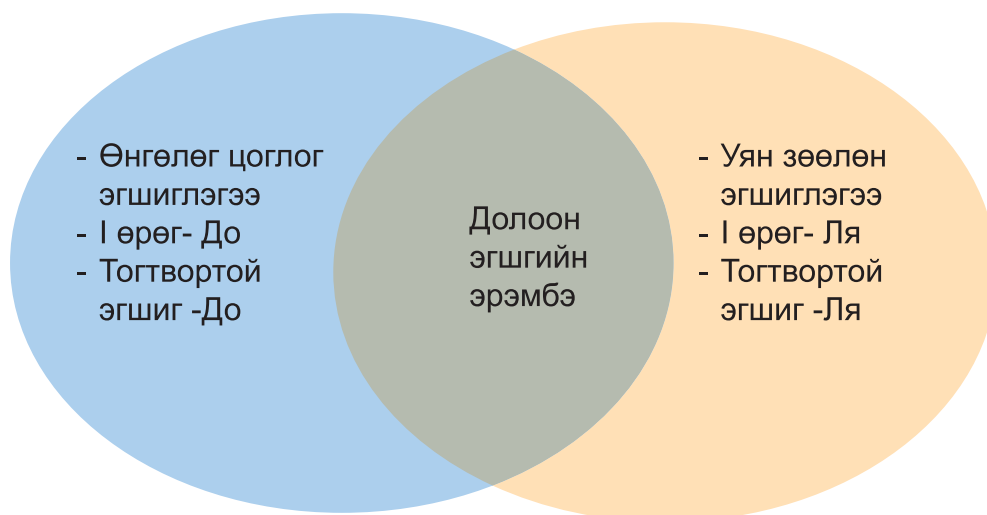 - Өнгөлөг цоглог
эгшиглэгээ
- I өрөг- До
- Тогтвортой
эгшиг -До
Долоон
эгшгийн
эрэмбэ
- Уян зөөлөн
эгшиглэгээ
- I өрөг- Ля
- Тогтвортой
эгшиг -Ля